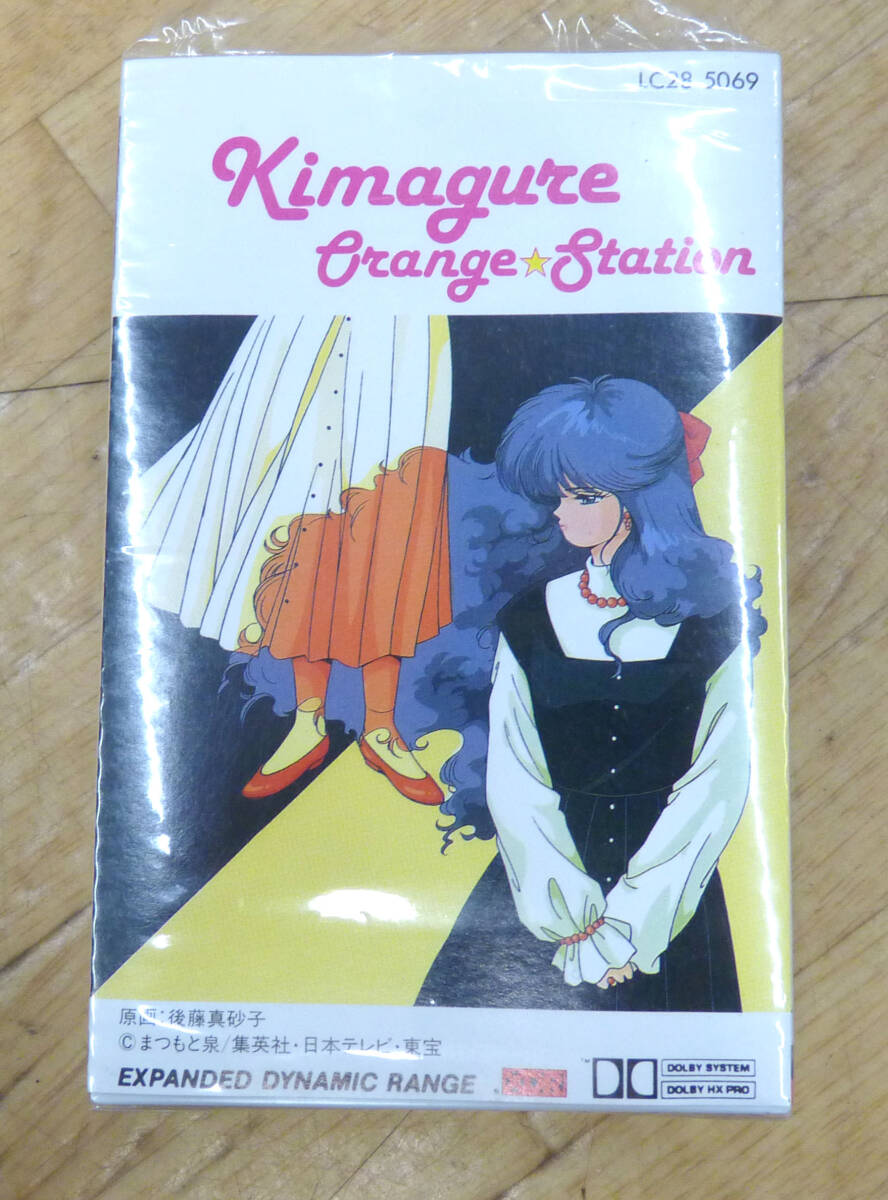 LC28-5069
Kimagure
Orange★Station
原画:後藤真砂子
©まつもと泉/集英社・日本テレビ・東宝
EXPANDED DYNAMIC RANGE
™
DOLBY SYSTEM
DOLBY HX PRO